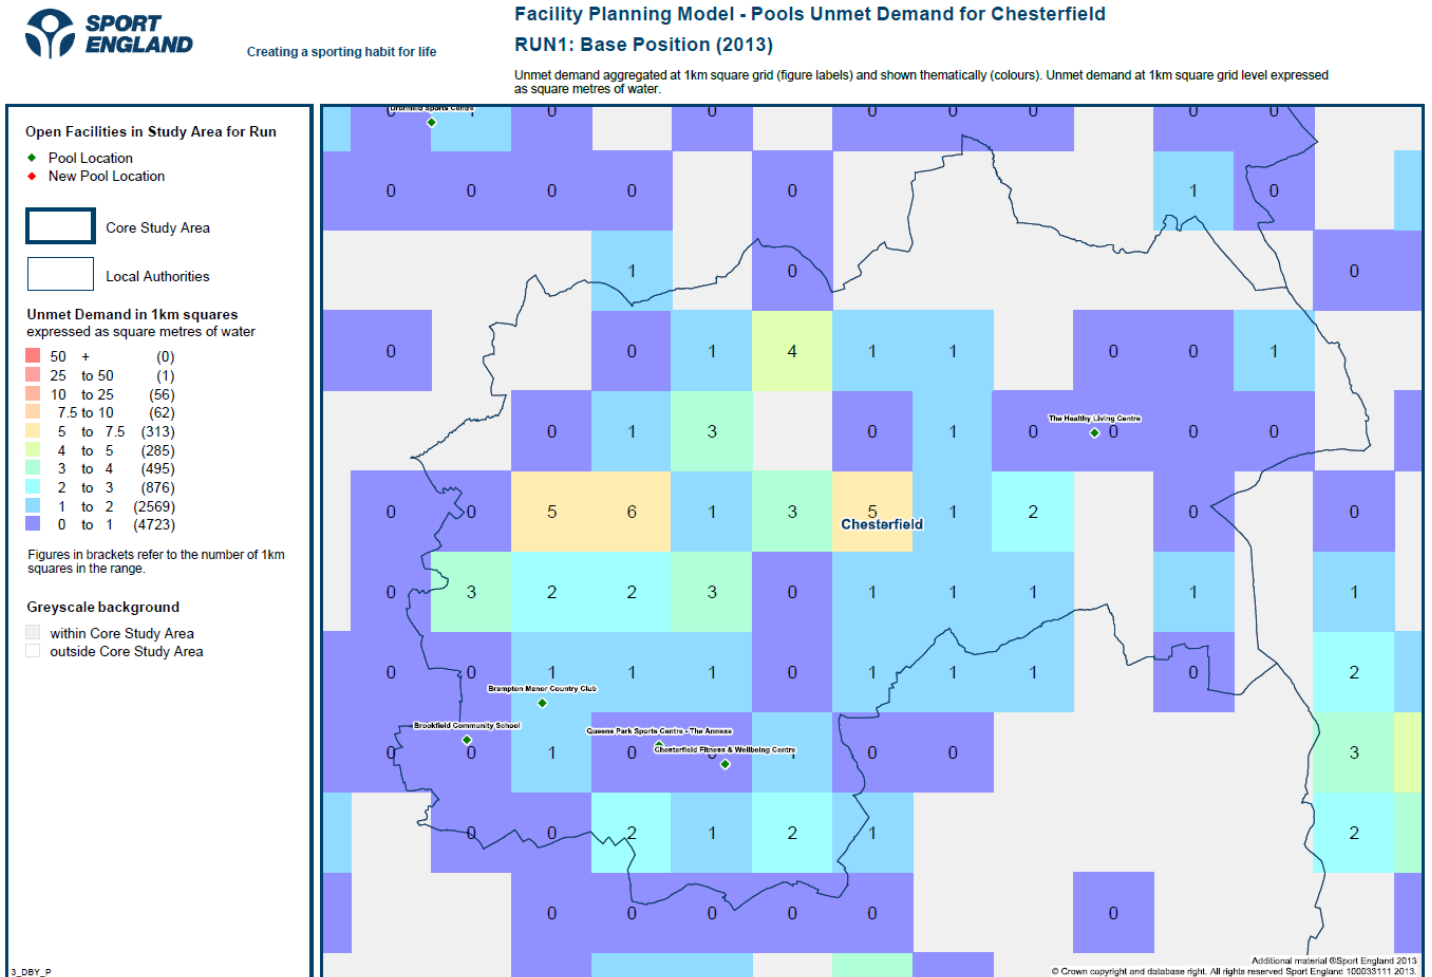 SPORT
ENGLAND
Creating a sporting habit for life
Facility Planning Model - Pools Unmet Demand for Chesterfield
RUN1: Base Position (2013)
Unmet demand aggregated at 1km square grid (figure labels) and shown thematically (colours). Unmet demand at 1km square grid level expressed
as square metres of water.
Open Facilities in Study Area for Run
Pool Location
New Pool Location
Core Study Area
Local Authorities
Unmet Demand in 1km squares
expressed as square metres of water
50 + (0)
25 to 50 (1)
10 to 25 (56)
7.5 to 10 (62)
5 to 7.5 (313)
4 to 5 (285)
3 to 4 (495)
2 to 3 (876)
1 to 2 (2569)
0 to 1 (4723)
Figures in brackets refer to the number of 1km
squares in the range.
Greyscale background
within Core Study Area
outside Core Study Area
3_DBY_P
Sports Centre
0 0 0 0 0 0 0
0 0 0 0 0 1 0
1 0 0
0 0 1 4 1 1 0 0 1
The Healthy Living Centre
0 1 3 0 1 0 0 0 0
0 0 5 6 1 3 5 1 2 0 0
Chesterfield
0 3 2 2 3 0 1 1 1 1 1
0 0 1 1 1 0 1 1 1 0 2
Brampton Manor Country Club
Brookfield Community School
Queens Park Sports Centre - The Annexe
Chesterfield Fitness & Wellbeing Centre
0 0 1 0 0 1 0 0 3
0 0 2 1 2 1 2
0 0 0 0 0 0
Additional material ©Sport England 2013
© Crown copyright and database right. All rights reserved Sport England 100033111 2013.